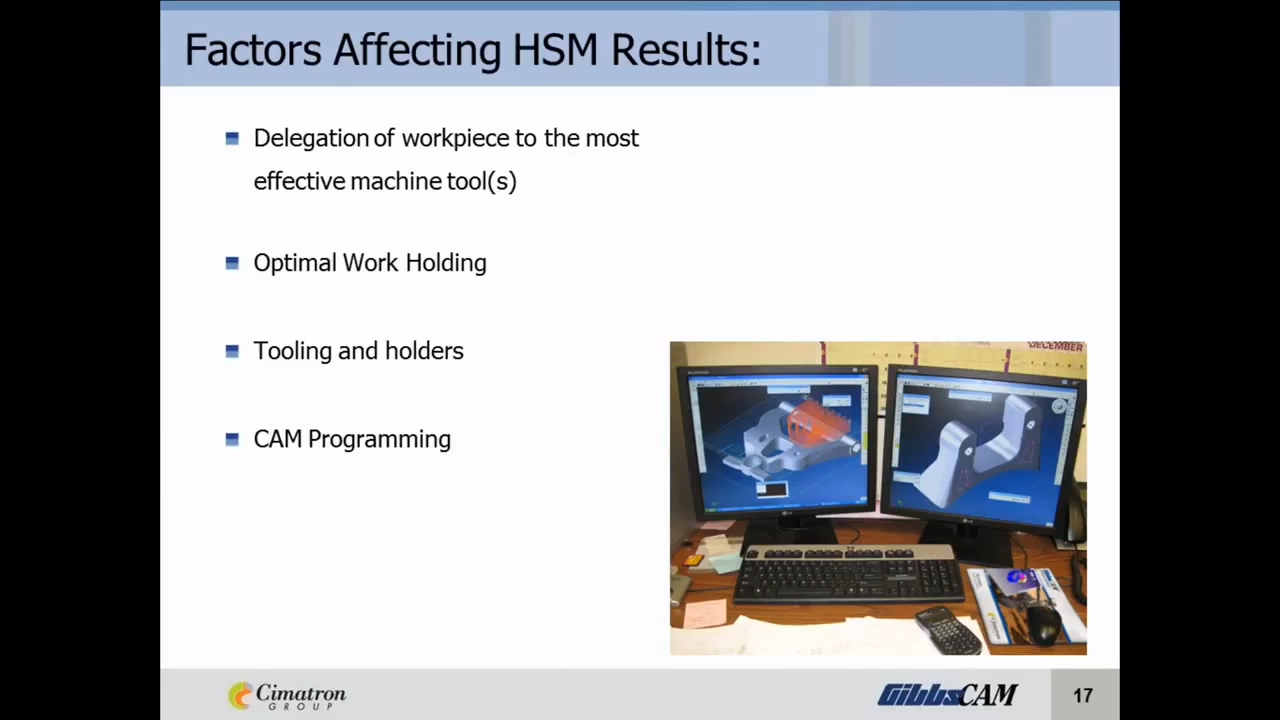 Factors Affecting HSM Results:
Delegation of workpiece to the most
effective machine tool(s)
Optimal Work Holding
Tooling and holders
CAM Programming
DECEMBER
Cimatron
GROUP
GibbsCAM
17